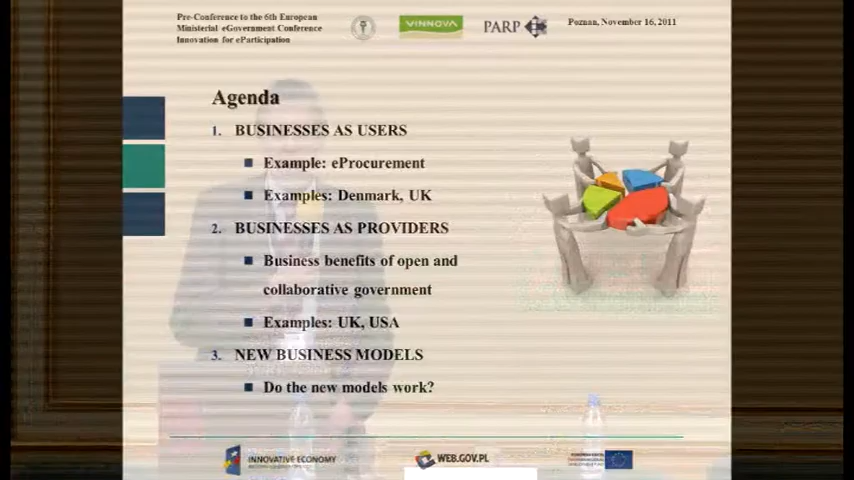 Pre-Conference to the 6th European
Ministerial eGovernment Conference
Innovation for eParticipation
VINNOVA
PARP
Poznan, November 16, 2011
Agenda
1. BUSINESSES AS USERS
Example: eProcurement
Examples: Denmark, UK
2. BUSINESSES AS PROVIDERS
Business benefits of open and
collaborative government
Examples: UK, USA
3. NEW BUSINESS MODELS
Do the new models work?
INNOVATIVE ECONOMY
WEB.GOV.PL